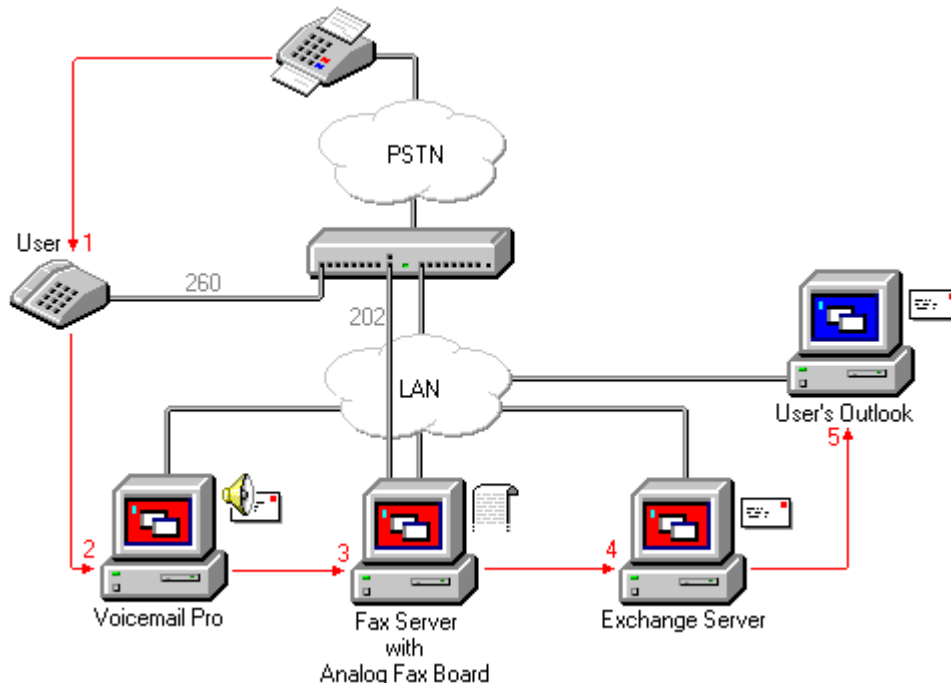 PSTN
User
1
260
202
LAN
User's Outlook
5
2
3
4
Voicemail Pro
Fax Server
with
Analog Fax Board
Exchange Server